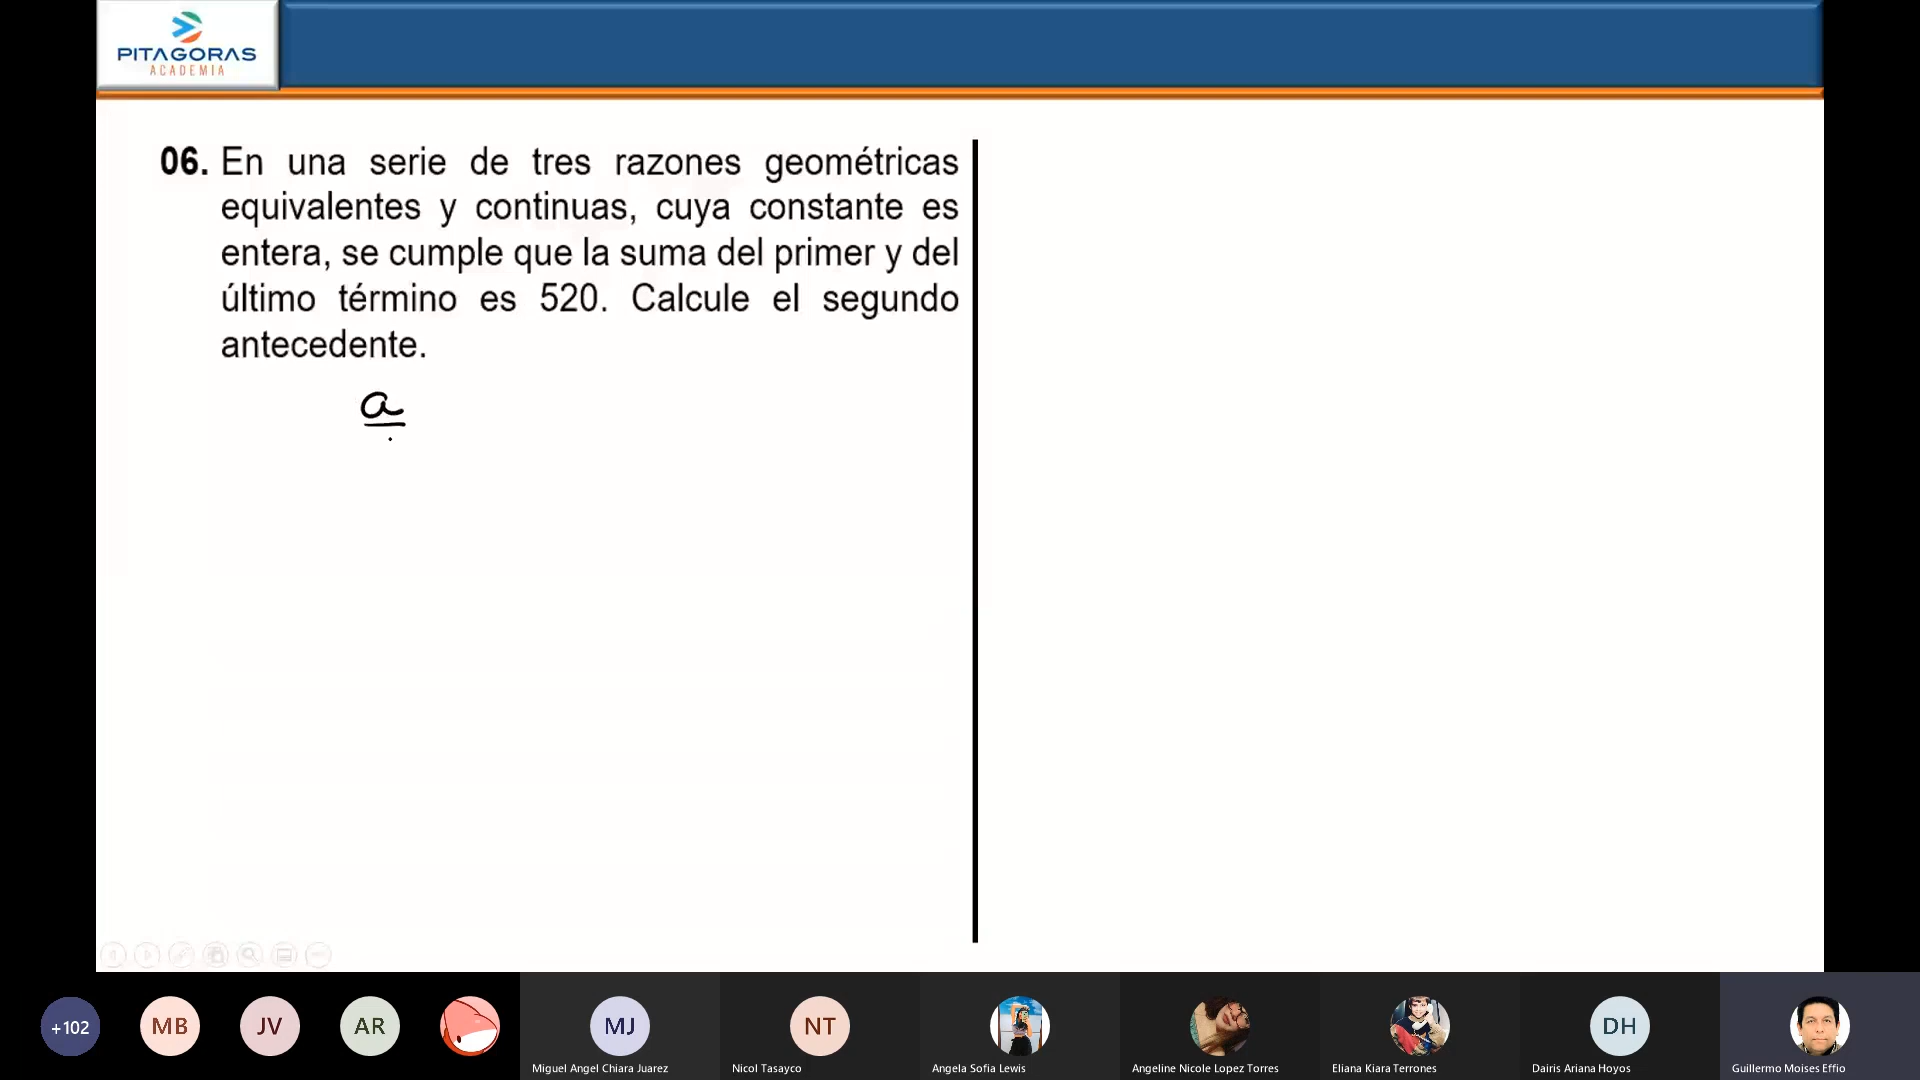 PITAGORAS
ACADEMIA
06. En una serie de tres razones geométricas
equivalentes y continuas, cuya constante es
entera, se cumple que la suma del primer y del
último término es 520. Calcule el segundo
antecedente.
a
+102
MB
JV
AR
MJ
NT
DH
Miguel Angel Chiara Juarez
Nicol Tasayco
Angela Sofia Lewis
Angeline Nicole Lopez Torres
Eliana Kiara Terrones
Dairis Ariana Hoyos
Guillermo Moises Effio